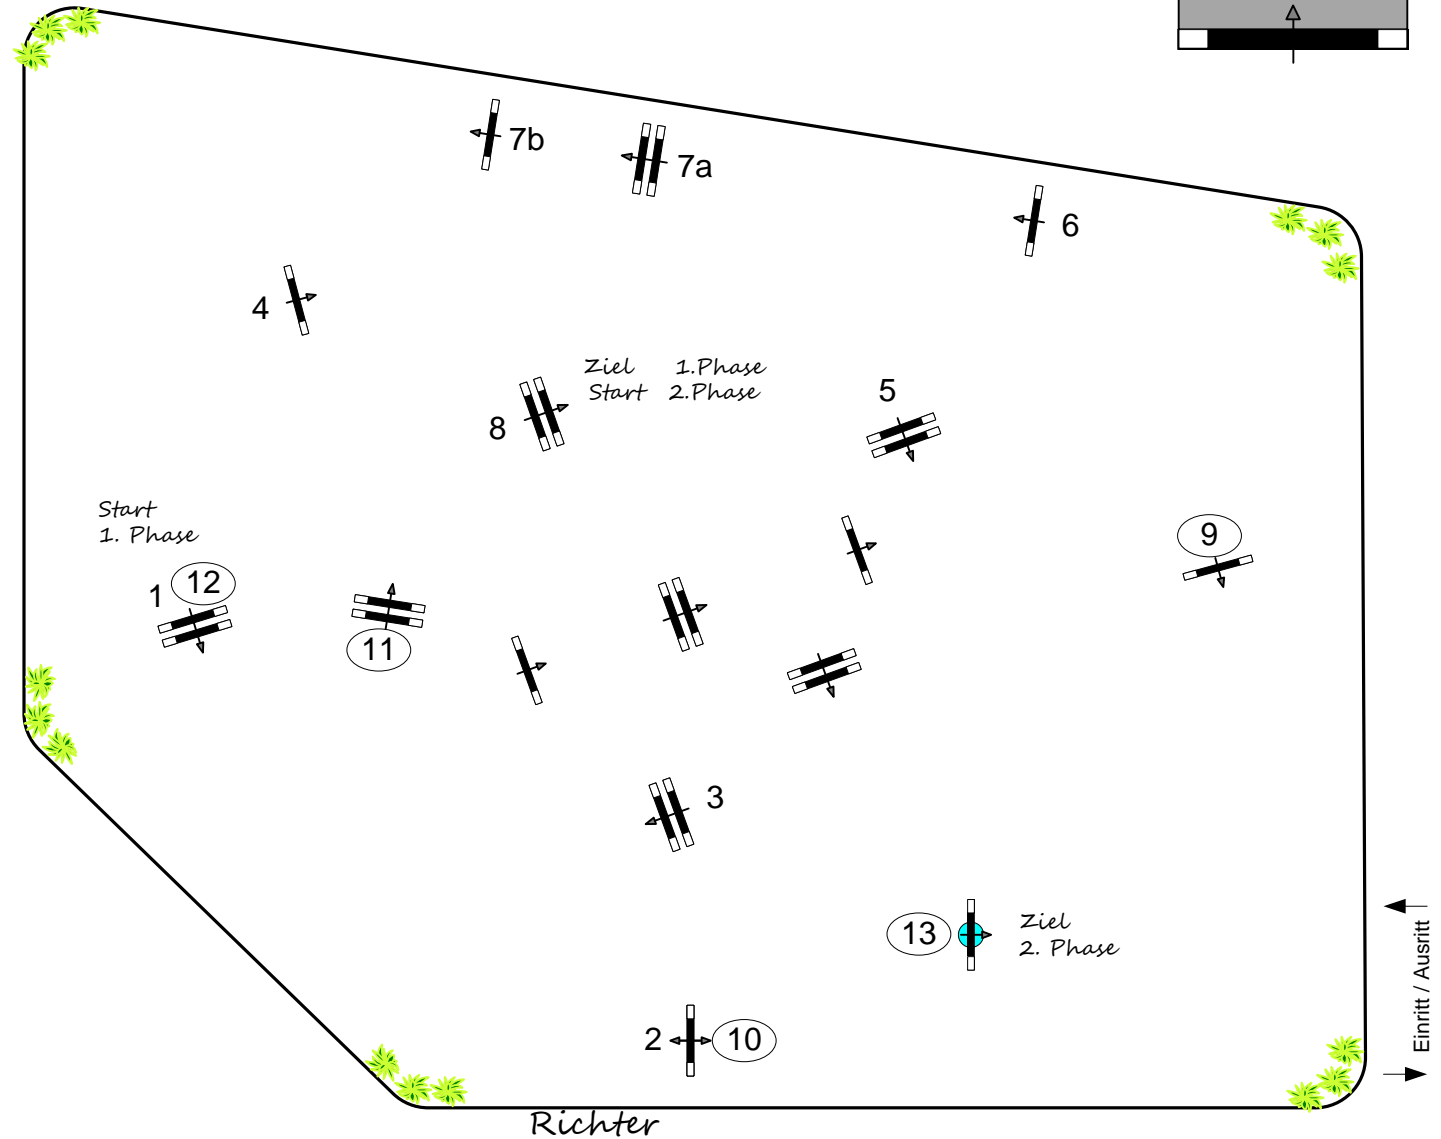 7b
7a
6
4
Ziel 1.Phase
Start 2.Phase
5
8
Start
1. Phase
9
1
12
11
3
13
Ziel
2. Phase
2
10
Einritt / Ausritt
Richter